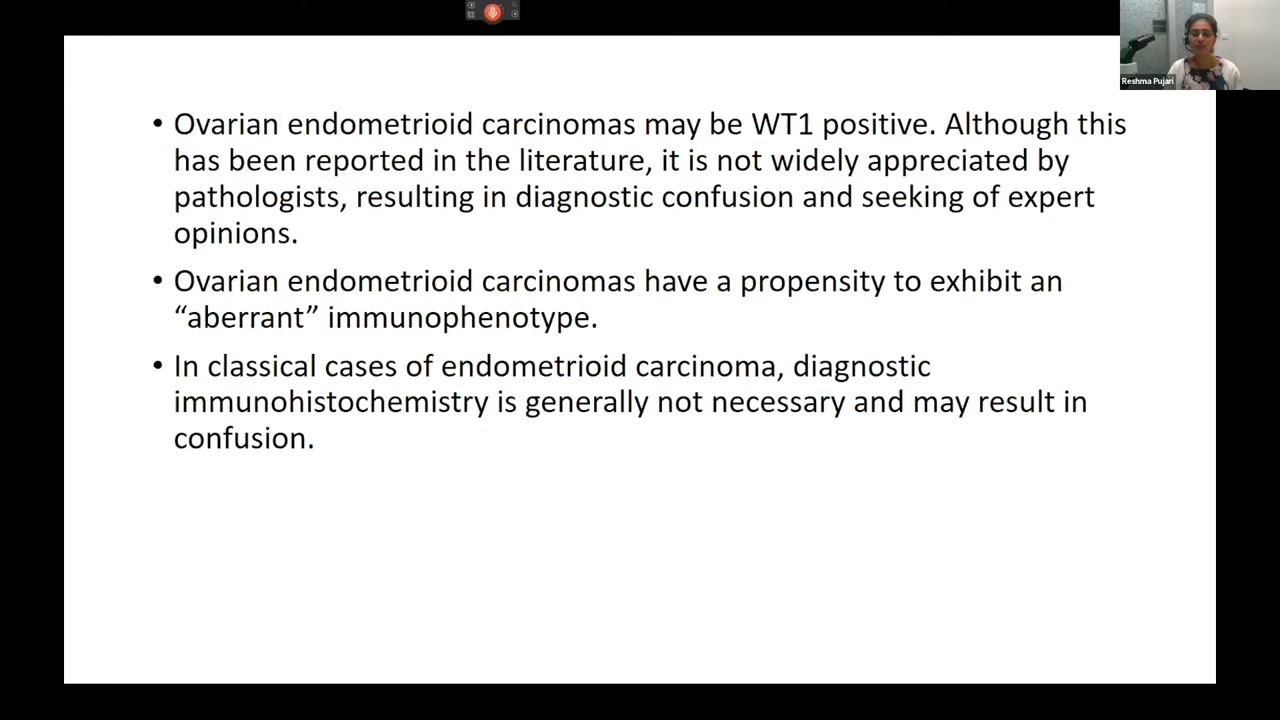 Reshma Pujari
• Ovarian endometrioid carcinomas may be WT1 positive. Although this
has been reported in the literature, it is not widely appreciated by
pathologists, resulting in diagnostic confusion and seeking of expert
opinions.
• Ovarian endometrioid carcinomas have a propensity to exhibit an
“aberrant” immunophenotype.
• In classical cases of endometrioid carcinoma, diagnostic
immunohistochemistry is generally not necessary and may result in
confusion.